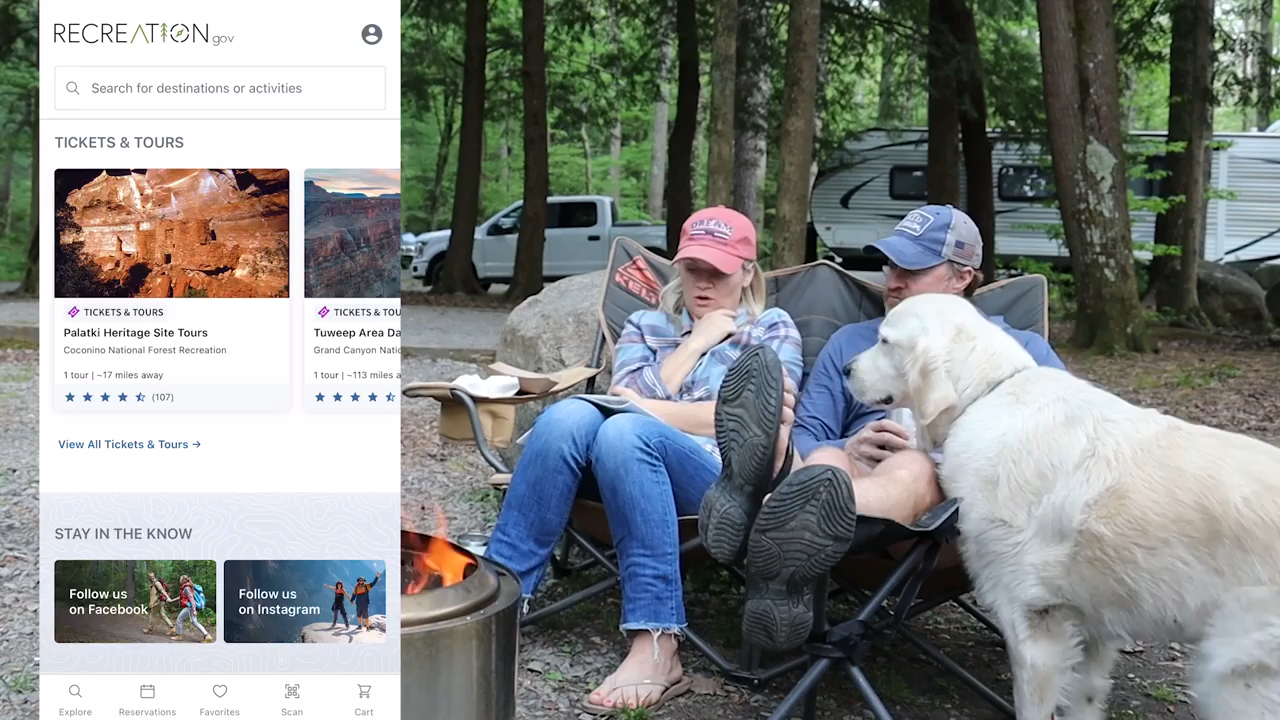 RECREATION.gov
Search for destinations or activities
TICKETS & TOURS
TICKETS & TOURS
Palatki Heritage Site Tours
Coconino National Forest Recreation
1 tour | ~17 miles away
(107)
TICKETS & TOU
Tuweep Area Da
Grand Canyon Natio
1 tour | ~113 miles a
View All Tickets & Tours →
STAY IN THE KNOW
Follow us
on Facebook
Follow us
on Instagram
Explore
Reservations
Favorites
Scan
Cart